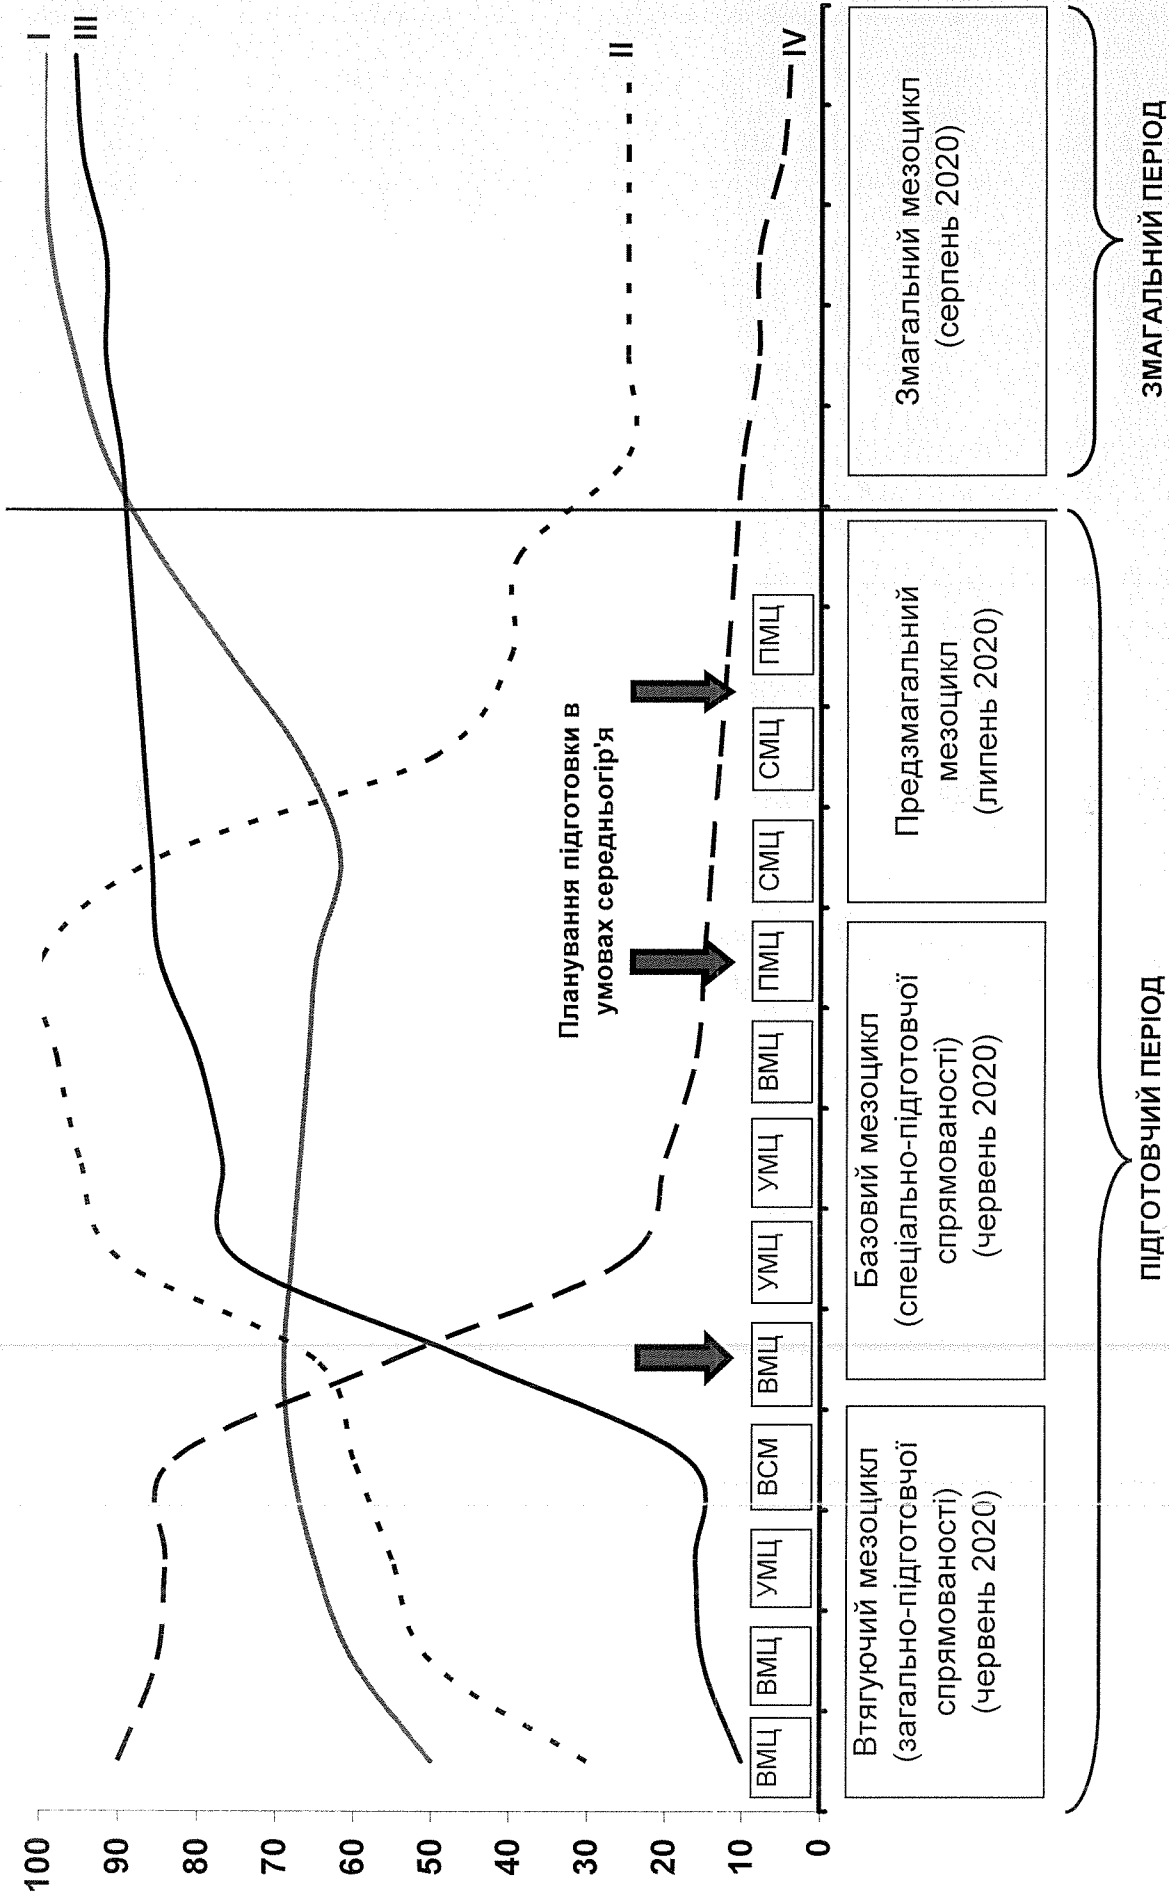 100
90
80
70
60
50
40
30
20
10
0
I
III
II
IV
Планування підготовки в
умовах середньогір'я
ВМЦ
ВМЦ
УМЦ
ВСМ
ВМЦ
УМЦ
УМЦ
ВМЦ
ПМЦ
СМЦ
СМЦ
ПМЦ
Втягуючий мезоцикл
(загально-підготовчої
спрямованості)
(червень 2020)
Базовий мезоцикл
(спеціально-підготовчої
спрямованості)
(червень 2020)
Предзмагальний
мезоцикл
(липень 2020)
Змагальний мезоцикл
(серпень 2020)
ПІДГОТОВЧИЙ ПЕРІОД
ЗМАГАЛЬНИЙ ПЕРІОД